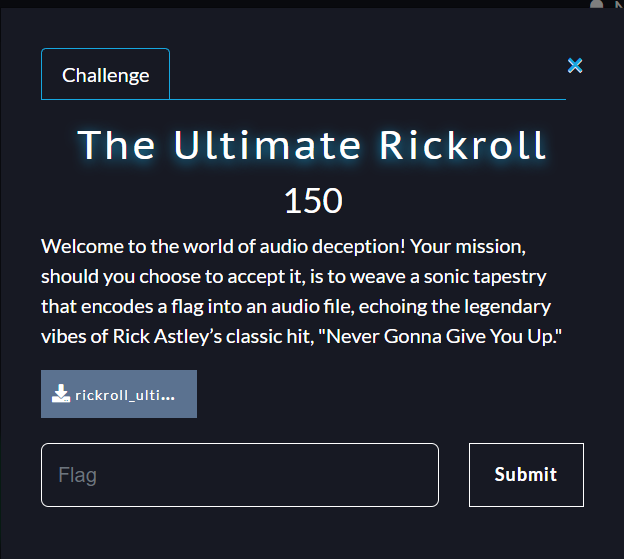 Challenge
The Ultimate Rickroll
150
Welcome to the world of audio deception! Your mission,
should you choose to accept it, is to weave a sonic tapestry
that encodes a flag into an audio file, echoing the legendary
vibes of Rick Astley’s classic hit, "Never Gonna Give You Up."
rickroll_ulti...
Flag
Submit